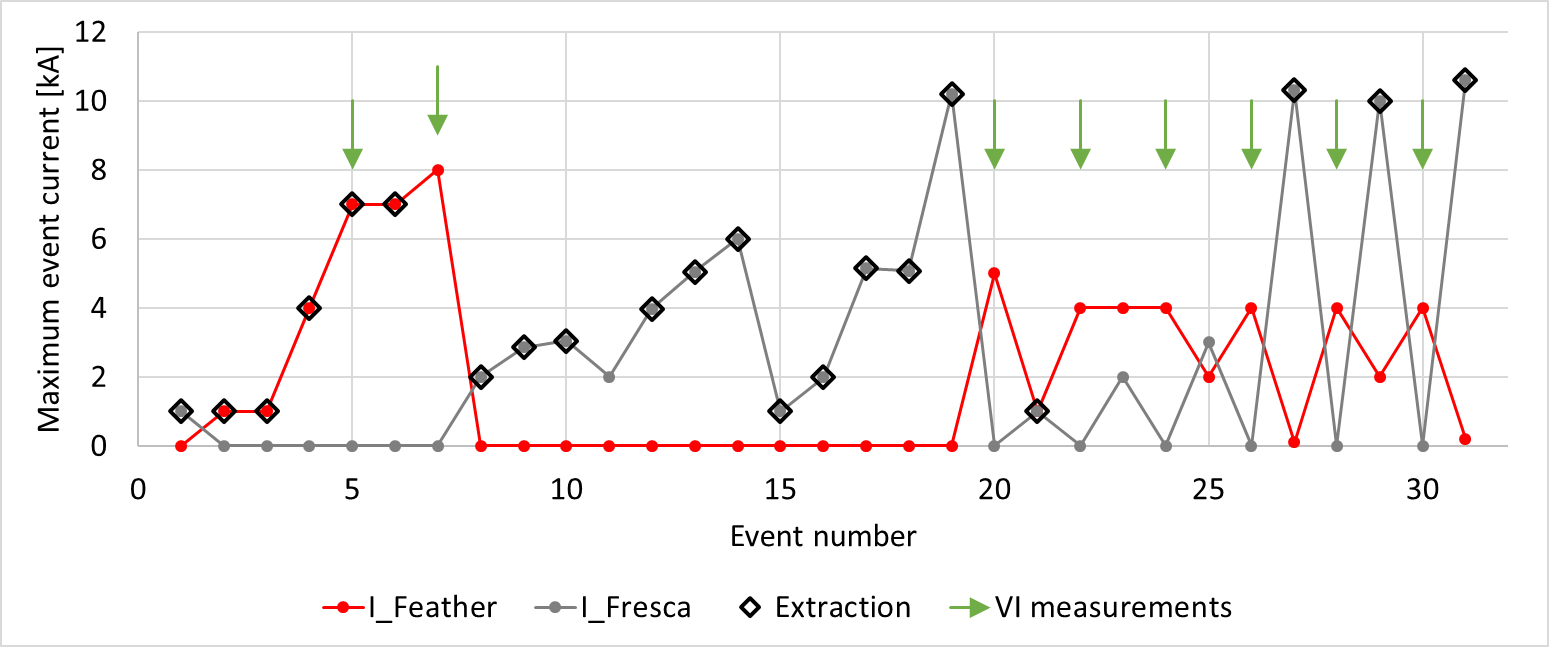 Maximum event current [kA]
12
10
8
6
4
2
0
0 5 10 15 20 25 30
Event number
I_Feather I_Fresca Extraction VI measurements